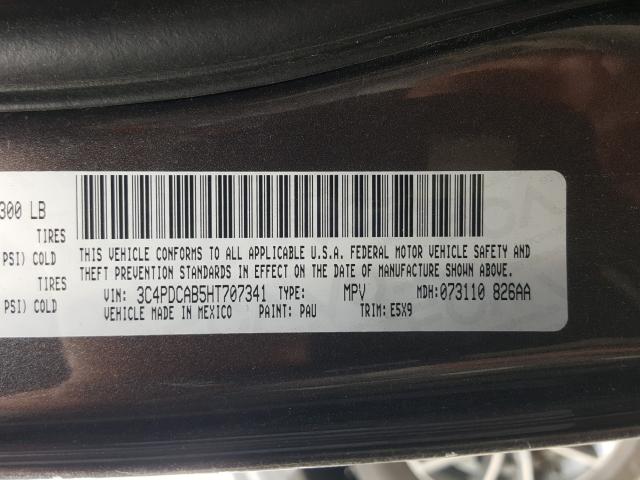 300 LB
TIRES
PSI) COLD
TIRES
PSI) COLD
THIS VEHICLE CONFORMS TO ALL APPLICABLE U.S.A. FEDERAL MOTOR VEHICLE SAFETY AND
THEFT PREVENTION STANDARDS IN EFFECT ON THE DATE OF MANUFACTURE SHOWN ABOVE.
VIN: 3C4PDCAB5HT707341 TYPE: MPV MDH: 073110 826AA
VEHICLE MADE IN MEXICO PAINT: PAU TRIM: E5X9